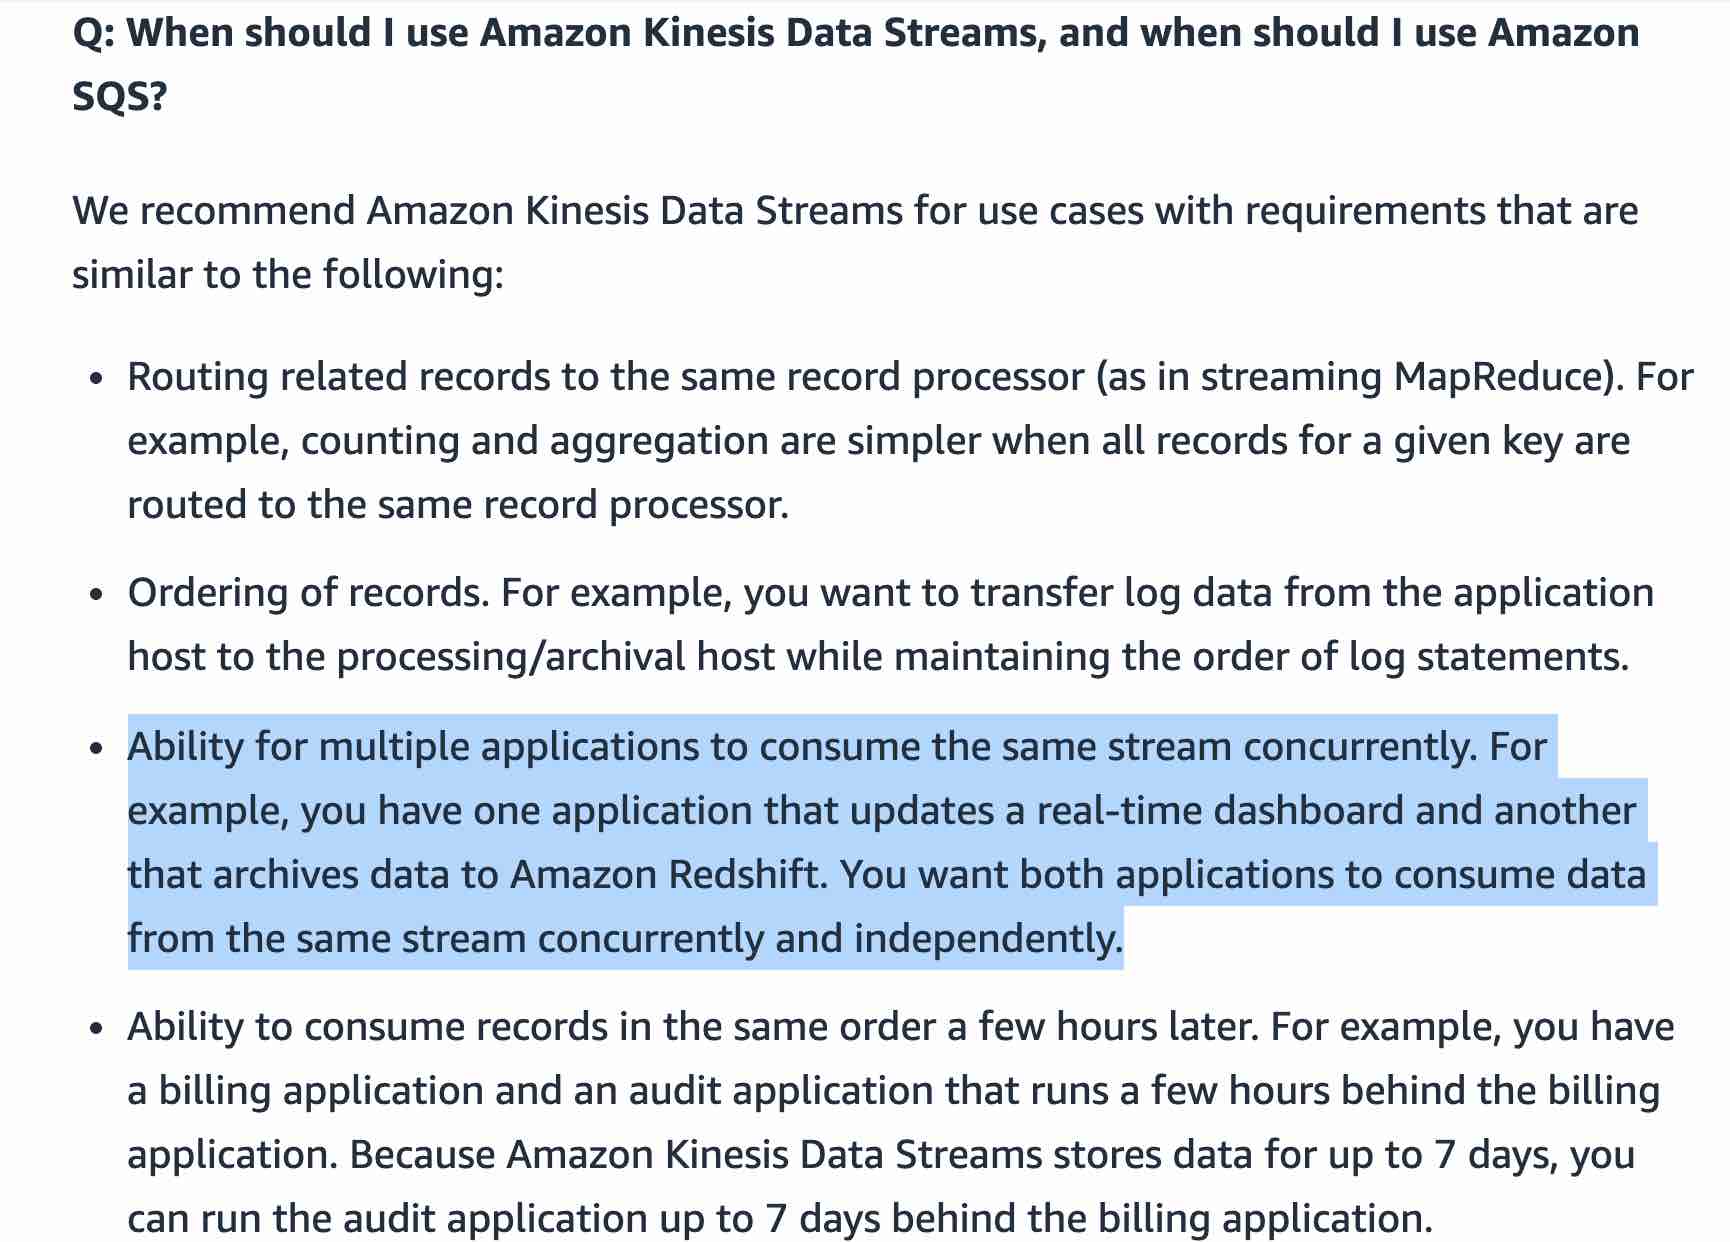 Q: When should I use Amazon Kinesis Data Streams, and when should I use Amazon
SQS?
We recommend Amazon Kinesis Data Streams for use cases with requirements that are
similar to the following:
• Routing related records to the same record processor (as in streaming MapReduce). For
example, counting and aggregation are simpler when all records for a given key are
routed to the same record processor.
• Ordering of records. For example, you want to transfer log data from the application
host to the processing/archival host while maintaining the order of log statements.
• Ability for multiple applications to consume the same stream concurrently. For
example, you have one application that updates a real-time dashboard and another
that archives data to Amazon Redshift. You want both applications to consume data
from the same stream concurrently and independently.
• Ability to consume records in the same order a few hours later. For example, you have
a billing application and an audit application that runs a few hours behind the billing
application. Because Amazon Kinesis Data Streams stores data for up to 7 days, you
can run the audit application up to 7 days behind the billing application.